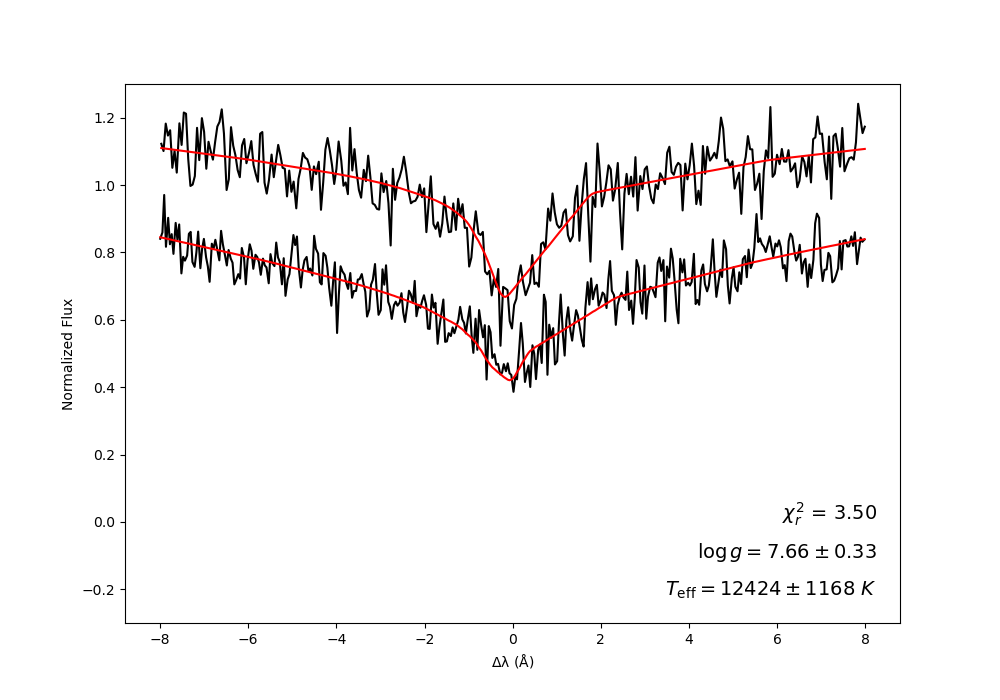 1.2
1.0
0.8
0.6
0.4
0.2
0.0
−0.2
Normalized Flux
χ²ᵣ = 3.50
log g = 7.66 ± 0.33
T_eff = 12424 ± 1168 K
−8 −6 −4 −2 0 2 4 6 8
Δλ (Å)